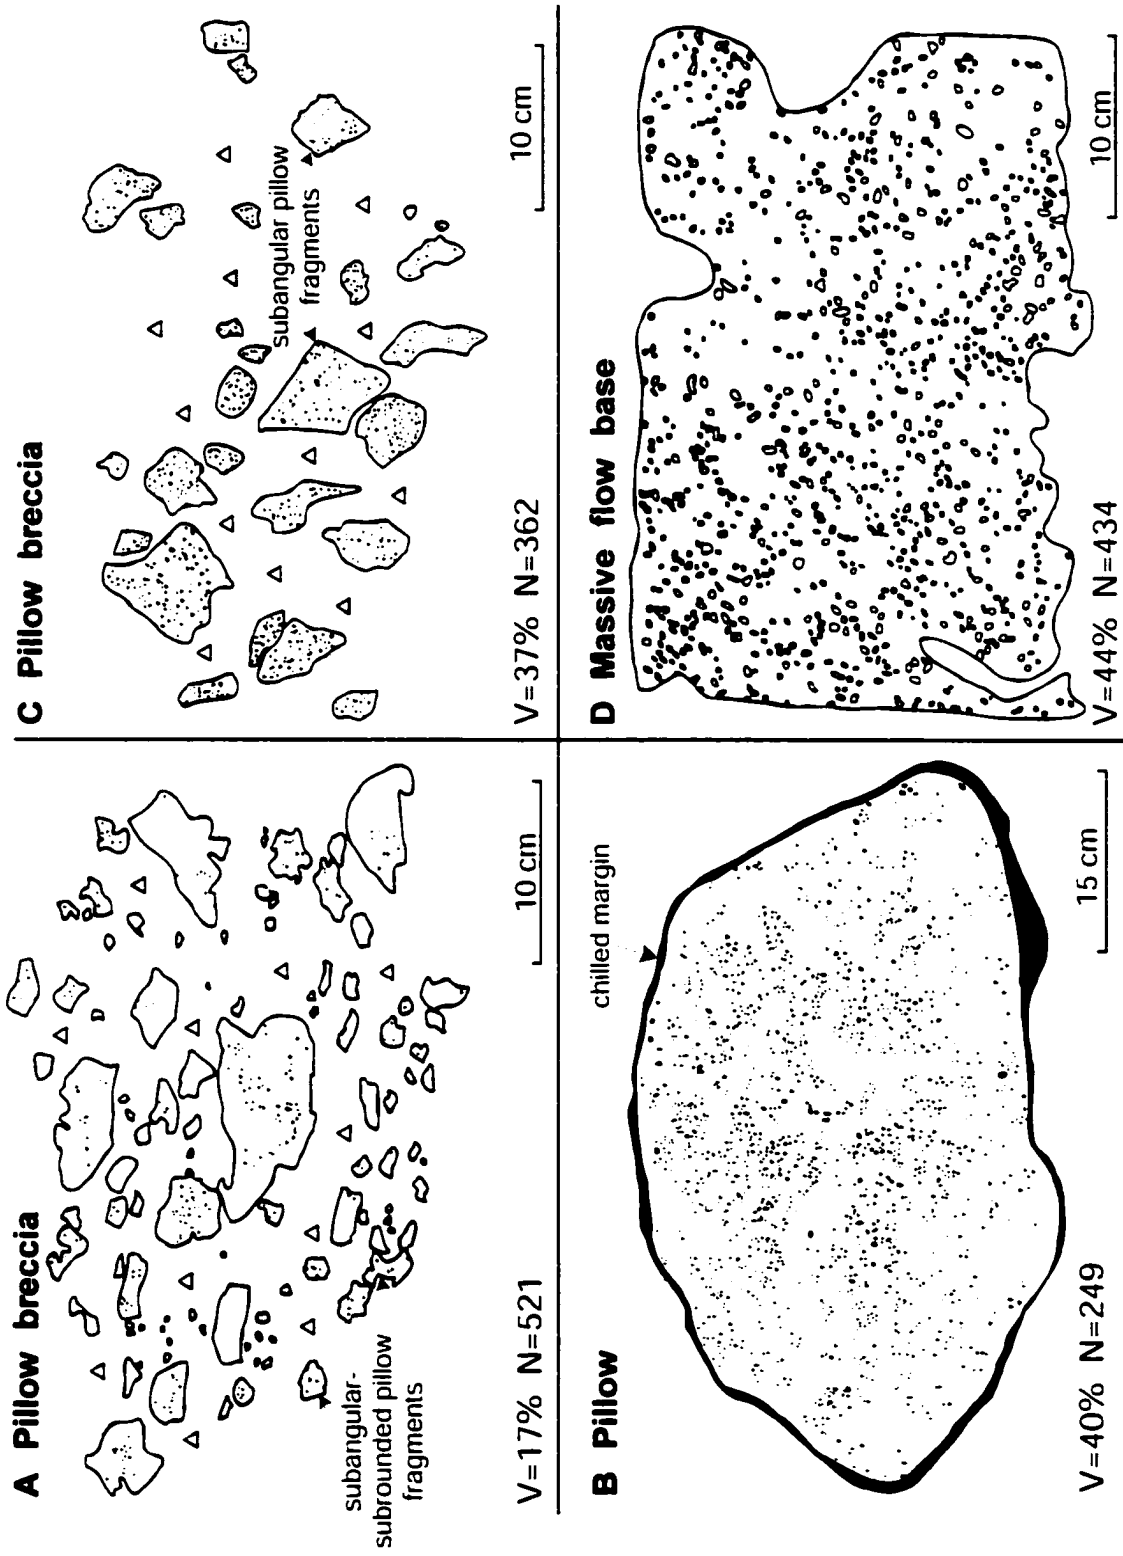 A Pillow breccia
subangular-
subrounded pillow
fragments
V=17% N=521
10 cm
B Pillow
chilled margin
V=40% N=249
15 cm
C Pillow breccia
subangular pillow
fragments
V=37% N=362
10 cm
D Massive flow base
V=44% N=434
10 cm